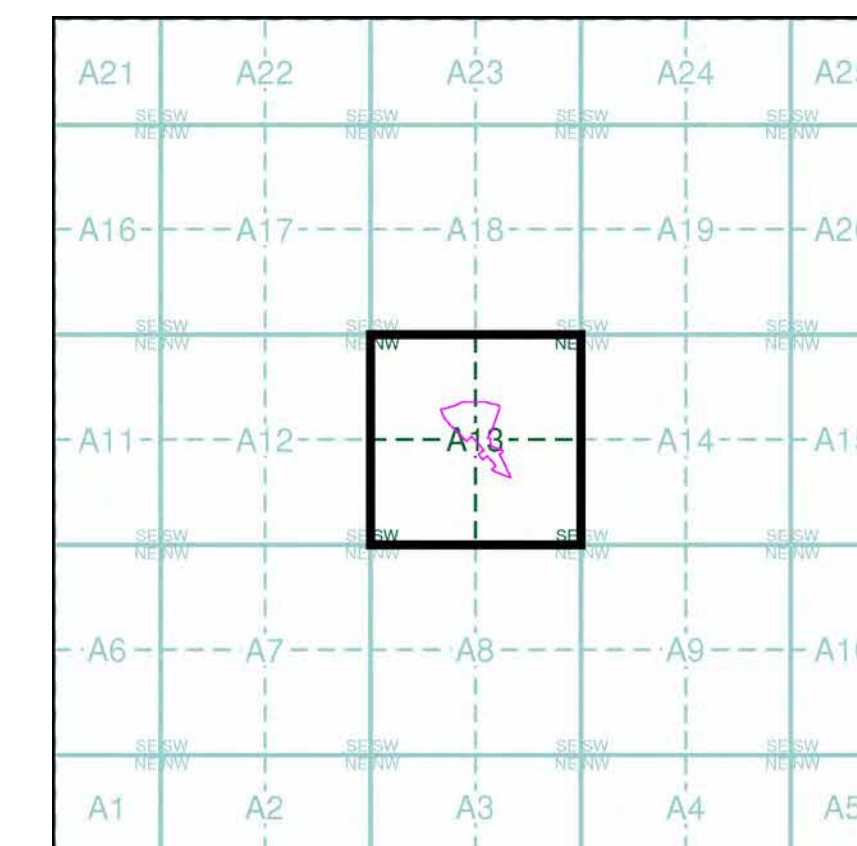 A21 A22 A23 A24
SE SW SE SW SE SW SE SW
NE NW NE NW NE NW NE NW
A16 A17 A18 A19
SE SW SE SW SE SW SE SW
NE NW NW NE NW NE NW
A11 A12 A13 A14
SE SW SW SE SW SE SW
NE NW NE NW NE NW NE NW
A6 A7 A8 A9
SE SW SE SW SE SW SE SW
NE NW NE NW NE NW NE NW
A1 A2 A3 A4 A5